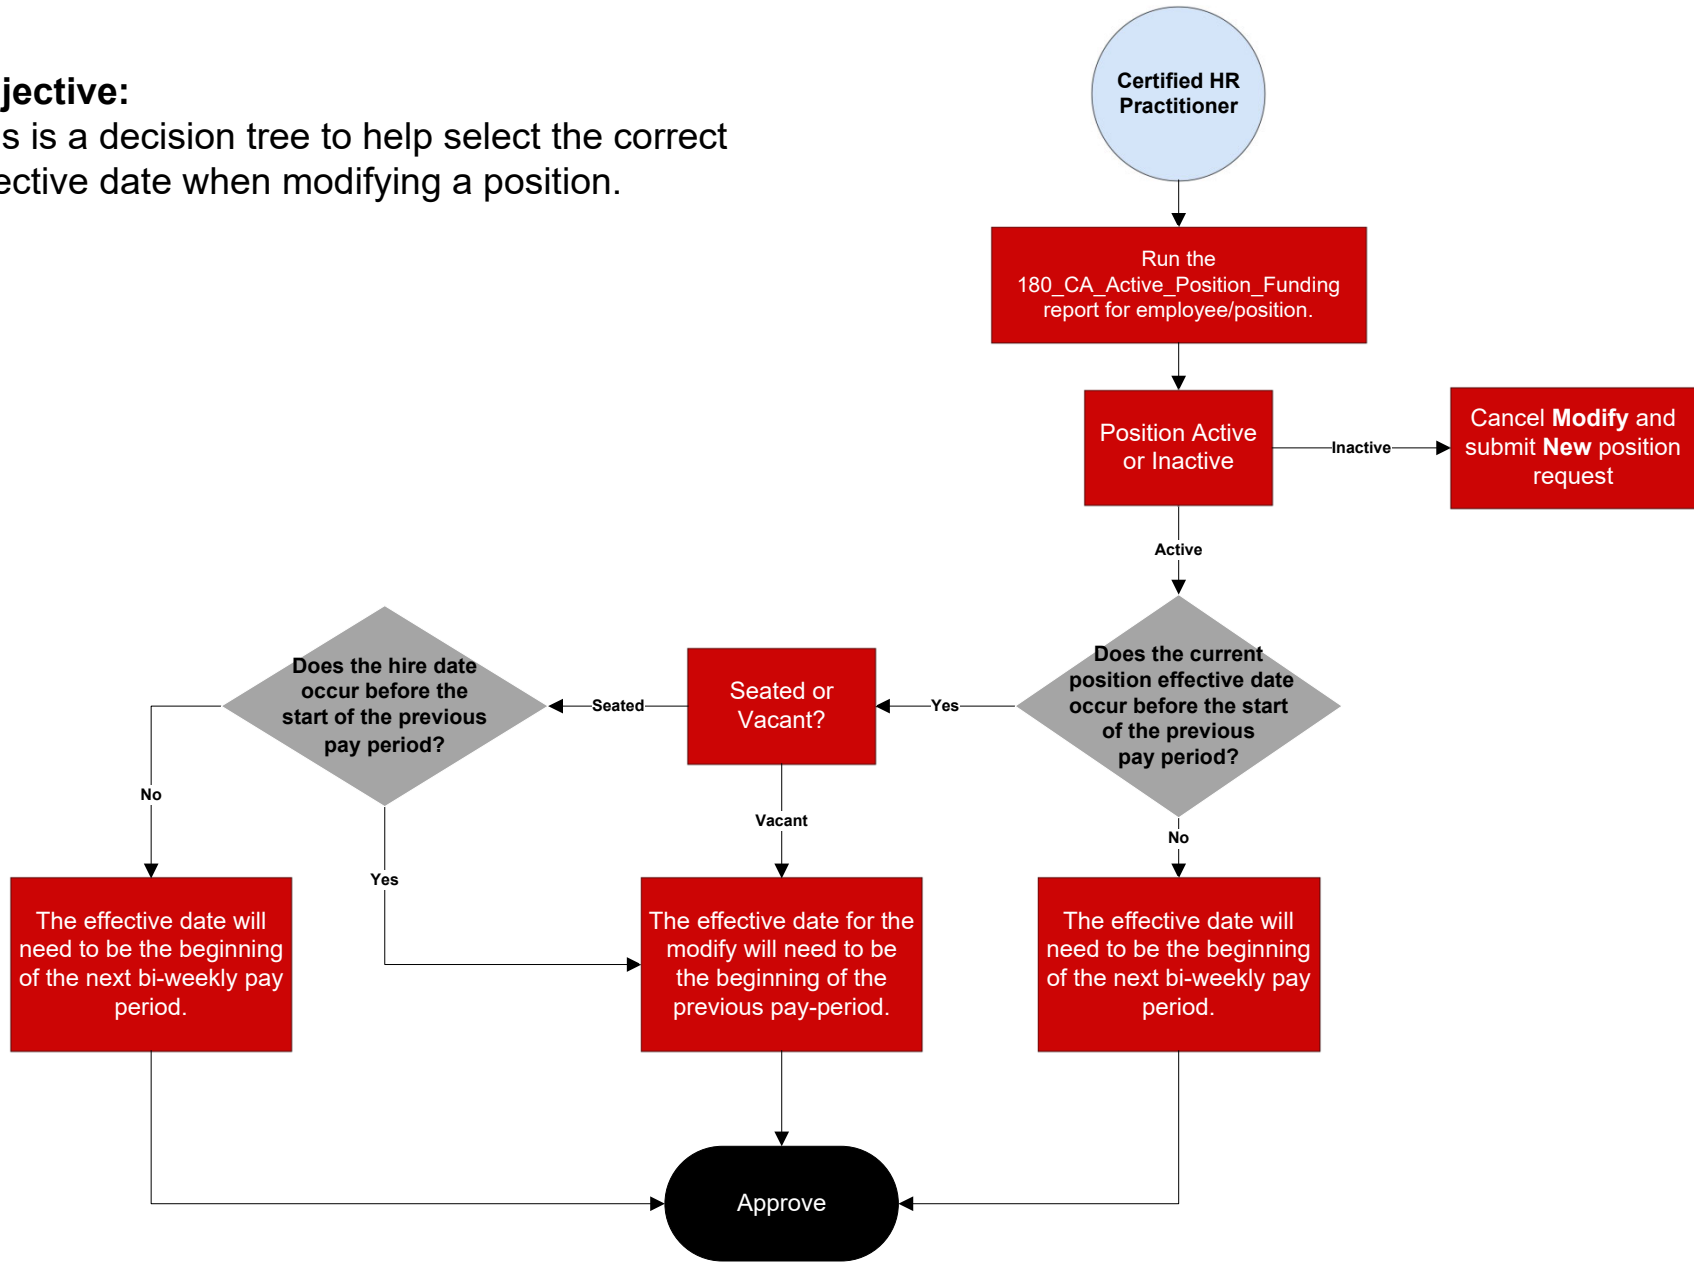 jective:
s is a decision tree to help select the correct
ective date when modifying a position.
Certified HR
Practitioner
Run the
180_CA_Active_Position_Funding
report for employee/position.
Position Active
or Inactive
Inactive
Cancel Modify and
submit New position
request
Active
Does the current
position effective date
occur before the start
of the previous
pay period?
Yes
Seated or
Vacant?
Seated
Does the hire date
occur before the
start of the previous
pay period?
No
Vacant
No
Yes
The effective date will
need to be the beginning
of the next bi-weekly pay
period.
The effective date for the
modify will need to be
the beginning of the
previous pay-period.
The effective date will
need to be the beginning
of the next bi-weekly pay
period.
Approve